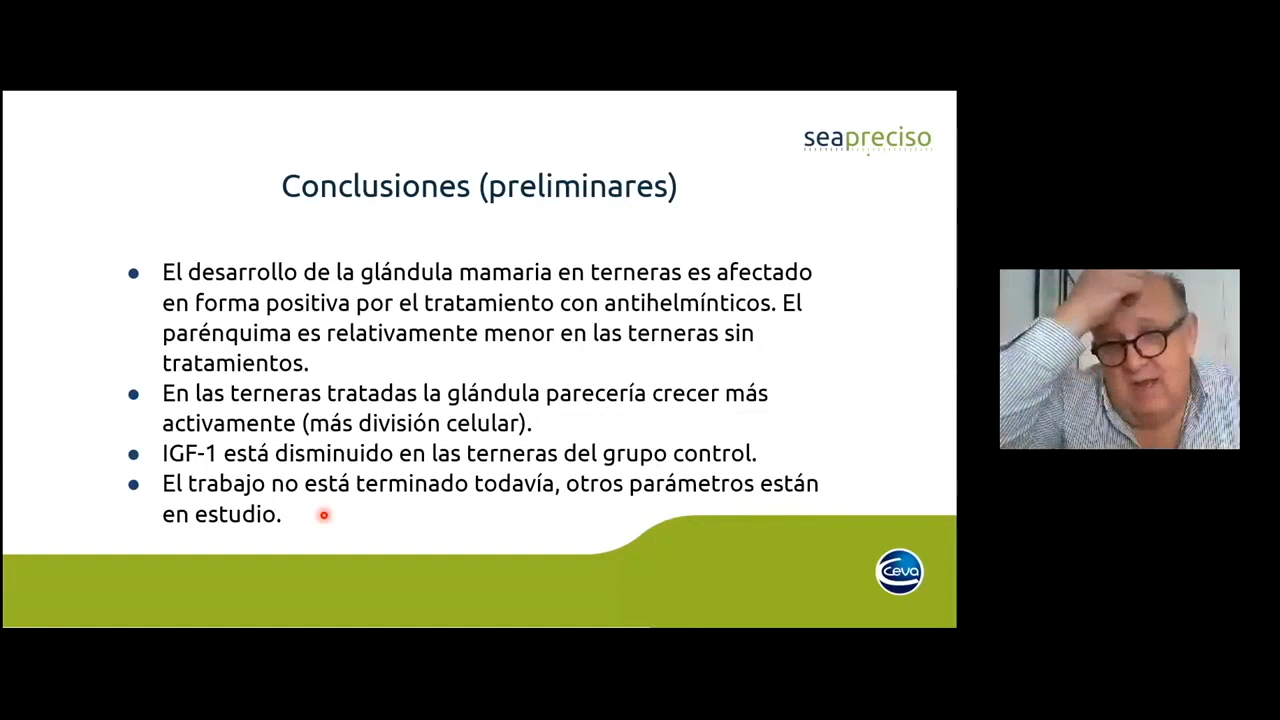 seapreciso
Conclusiones (preliminares)
● El desarrollo de la glándula mamaria en terneras es afectado
en forma positiva por el tratamiento con antihelmínticos. El
parénquima es relativamente menor en las terneras sin
tratamientos.
● En las terneras tratadas la glándula parecería crecer más
activamente (más división celular).
● IGF-1 está disminuido en las terneras del grupo control.
● El trabajo no está terminado todavía, otros parámetros están
en estudio.
ceva